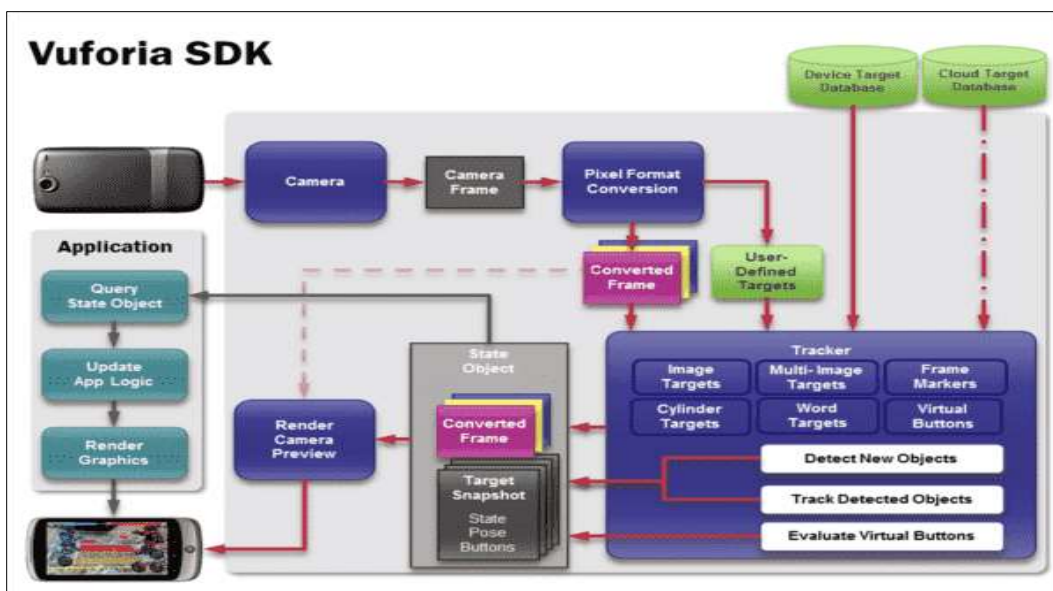 Vuforia SDK
Device Target
Database
Cloud Target
Database
Camera
Camera
Frame
Pixel Format
Conversion
Application
Query
State Object
Update
App Logic
Render
Graphics
Converted
Frame
User-
Defined
Targets
Render
Camera
Preview
State
Object
Converted
Frame
Target
Snapshot
State
Pose
Buttons
Tracker
Image
Targets
Multi-Image
Targets
Frame
Markers
Cylinder
Targets
Word
Targets
Virtual
Buttons
Detect New Objects
Track Detected Objects
Evaluate Virtual Buttons